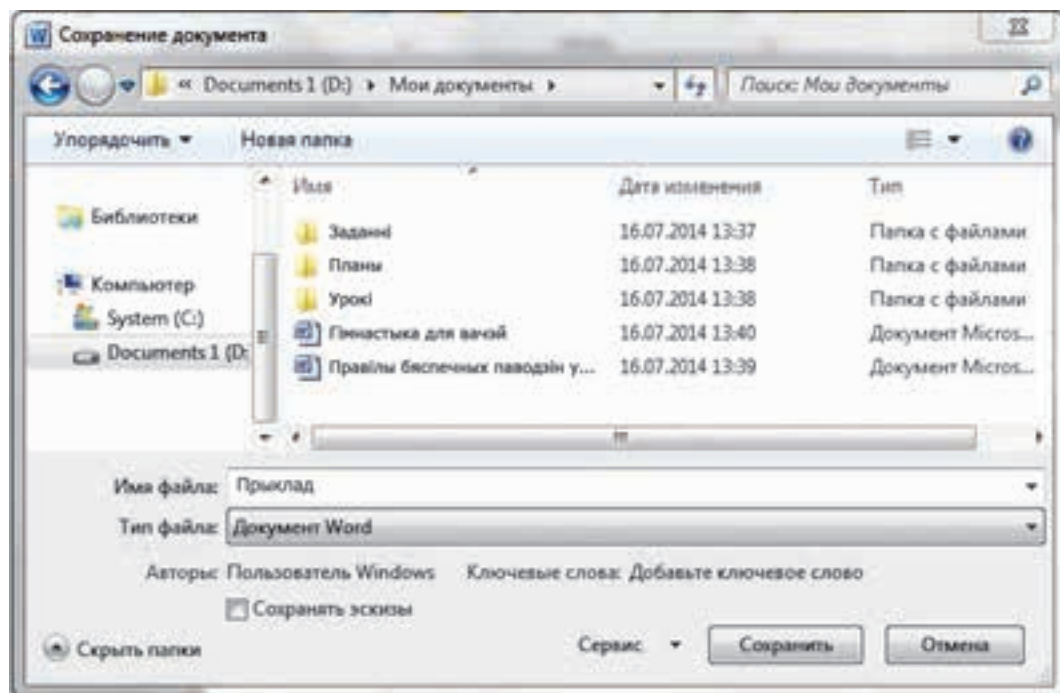 Сохранение документа
« Documents 1 (D:) ▸ Мои документы ▸ Поиск: Мои документы
Упорядочить Новая папка
Имя Дата изменения Тип
Библиотеки
Компьютер
System (C:)
Documents 1 (D:
Заданні 16.07.2014 13:37 Папка с файлами
Планы 16.07.2014 13:38 Папка с файлами
Урокі 16.07.2014 13:38 Папка с файлами
Гімнастыка для вачэй 16.07.2014 13:40 Документ Micros...
Правілы бяспечных паводзін у... 16.07.2014 13:39 Документ Micros...
Имя файла: Прыклад
Тип файла: Документ Word
Авторы: Пользователь Windows Ключевые слова: Добавьте ключевое слово
Сохранять эскизы
Скрыть папки Сервис Сохранить Отмена